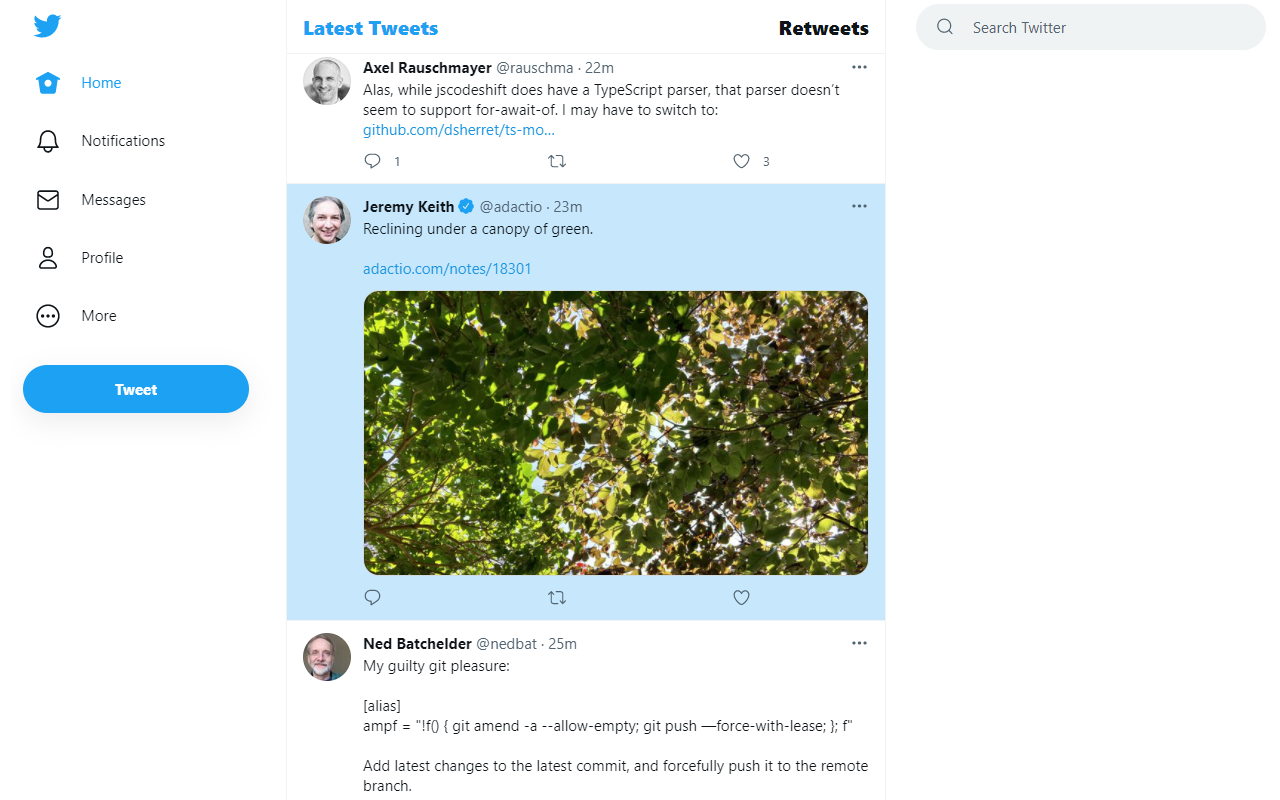 Latest Tweets
Retweets
Search Twitter
Home
Notifications
Messages
Profile
More
Tweet
Axel Rauschmayer @rauschma · 22m
Alas, while jscodeshift does have a TypeScript parser, that parser doesn’t
seem to support for-await-of. I may have to switch to:
github.com/dsherret/ts-mo…
1
3
Jeremy Keith @adactio · 23m
Reclining under a canopy of green.
adactio.com/notes/18301
Ned Batchelder @nedbat · 25m
My guilty git pleasure:
[alias]
ampf = "!f() { git amend -a --allow-empty; git push —force-with-lease; }; f"
Add latest changes to the latest commit, and forcefully push it to the remote
branch.